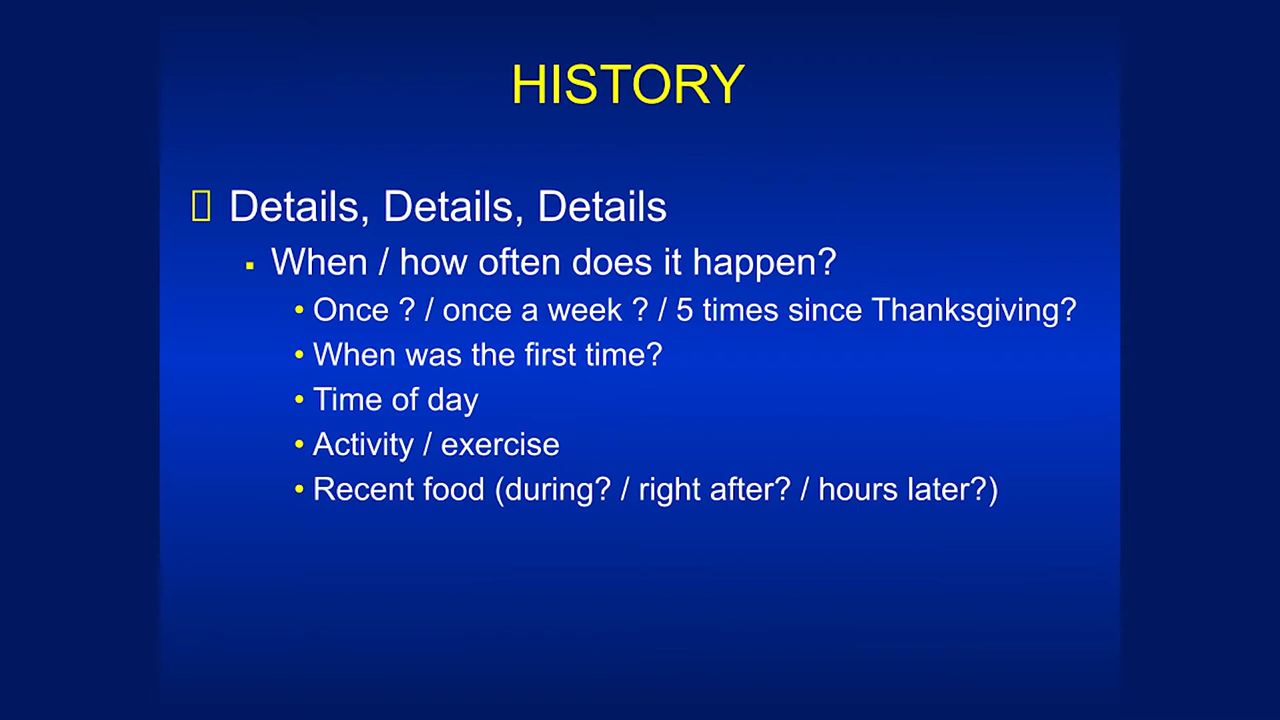 HISTORY
Details, Details, Details
▪ When / how often does it happen?
• Once ? / once a week ? / 5 times since Thanksgiving?
• When was the first time?
• Time of day
• Activity / exercise
• Recent food (during? / right after? / hours later?)